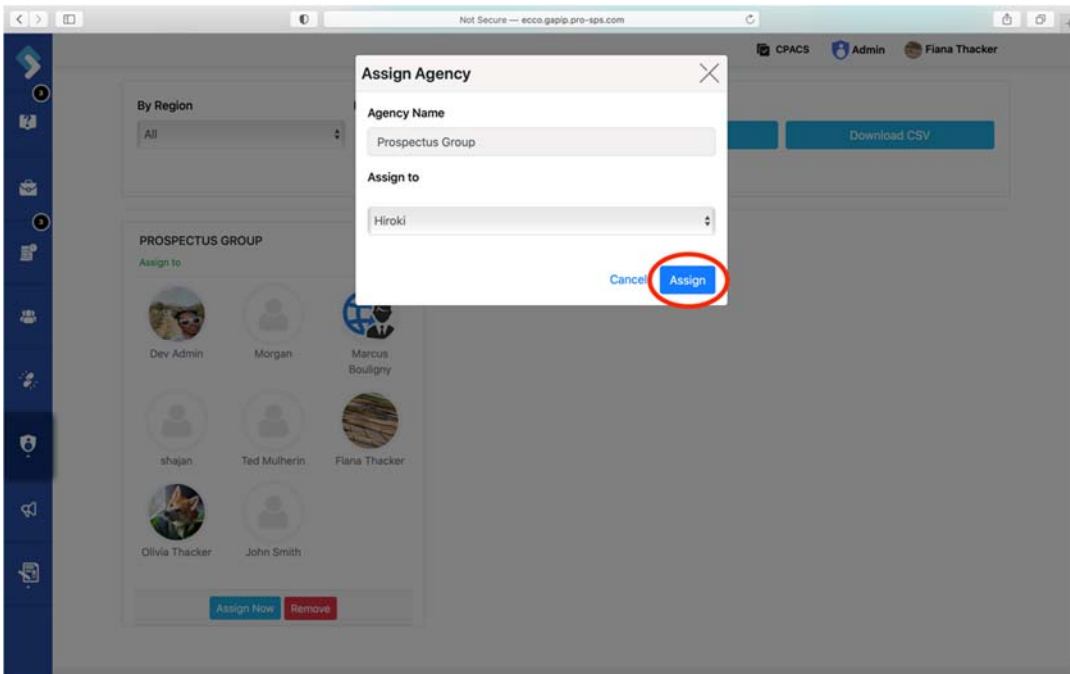 Not Secure — ecco.gapip.pro-sps.com
CPACS
Admin
Fiana Thacker
3
3
By Region
All
Download CSV
Assign Agency
Agency Name
Prospectus Group
Assign to
Hiroki
Cancel
Assign
PROSPECTUS GROUP
Assign to
Dev Admin
Morgan
Marcus
Bouligny
shajan
Ted Mulherin
Fiana Thacker
Olivia Thacker
John Smith
Assign Now
Remove